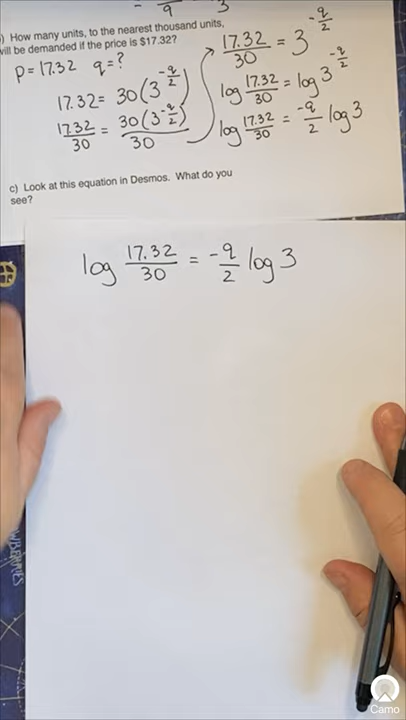 9 3
) How many units, to the nearest thousand units,
will be demanded if the price is $17.32?
p = 17.32 q = ?
17.32 = 30(3^{-q/2})
17.32/30 = 30(3^{-q/2})/30
17.32/30 = 3^{-q/2}
log 17.32/30 = log 3^{-q/2}
log 17.32/30 = -q/2 log 3
c) Look at this equation in Desmos. What do you
see?
log 17.32/30 = -q/2 log 3
Camo